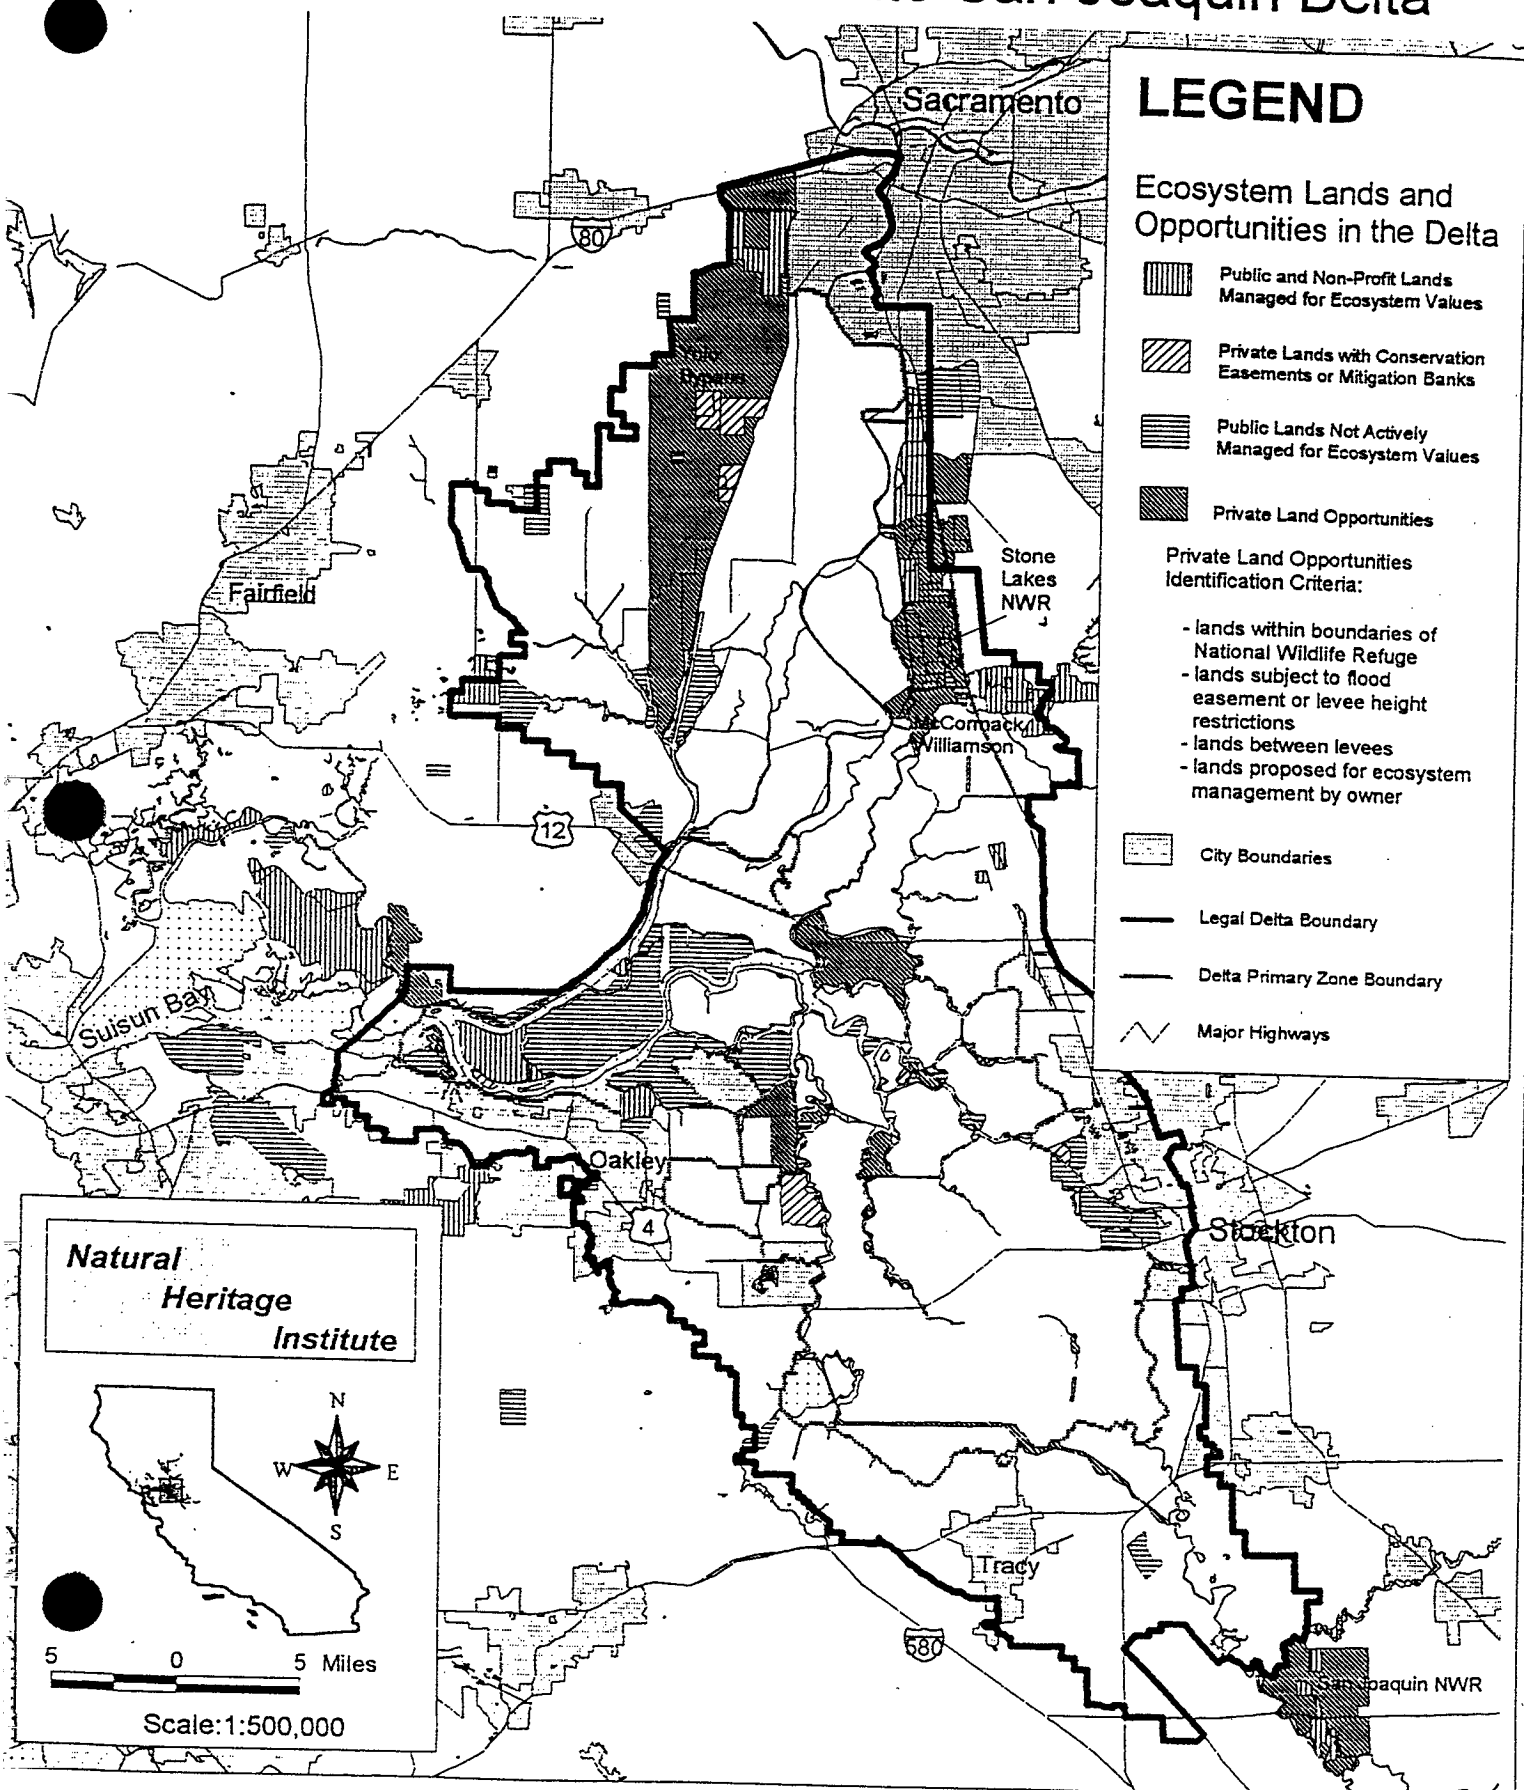 San Joaquin Delta
Sacramento
LEGEND
Ecosystem Lands and
Opportunities in the Delta
Public and Non-Profit Lands
Managed for Ecosystem Values
Private Lands with Conservation
Easements or Mitigation Banks
Public Lands Not Actively
Managed for Ecosystem Values
Private Land Opportunities
Private Land Opportunities
Identification Criteria:
- lands within boundaries of
National Wildlife Refuge
- lands subject to flood
easement or levee height
restrictions
- lands between levees
- lands proposed for ecosystem
management by owner
City Boundaries
Legal Delta Boundary
Delta Primary Zone Boundary
Major Highways
80
Yolo
Bypass
Stone
Lakes
NWR
Fairfield
McCormack
Williamson
12
Suisun Bay
Oakley
4
Stockton
Tracy
580
San Joaquin NWR
Natural
Heritage
Institute
N
W E
S
5 0 5 Miles
Scale:1:500,000